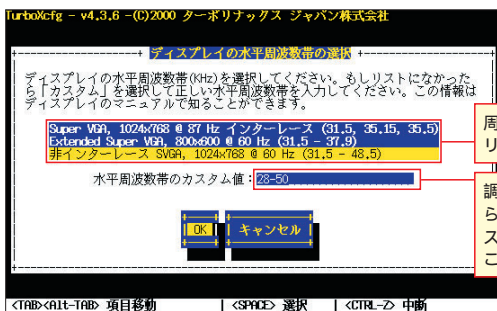 TurboXcfg - v4.3.6 -(C)2000 ターボリナックス ジャパン株式会社
ディスプレイの水平周波数帯の選択
ディスプレイの水平周波数帯(KHz)を選択してください。もしリストになかった
ら「カスタム」を選択して正しい水平周波数帯を入力してください。この情報は
ディスプレイのマニュアルで知ることができます。
Super VGA, 1024x768 @ 87 Hz インターレース (31.5, 35.15, 35.5)
Extended Super VGA, 800x600 @ 60 Hz (31.5 - 37.9)
非インターレース SVGA, 1024x768 @ 60 Hz (31.5 - 48.5)
周
リ
水平周波数帯のカスタム値：28-50
調
ら
ス
こ
OK キャンセル
<TAB><Alt-TAB> 項目移動 | <SPACE> 選択 | <CTRL-Z> 中断